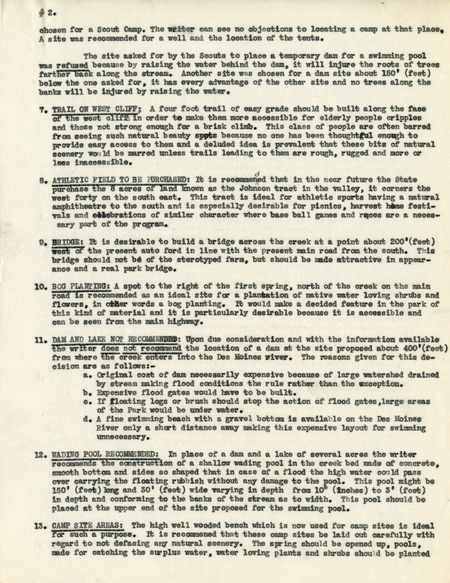 # 2.
chosen for a Scout Camp. The writer can see no objections to locating a camp at that place.
A site was recommended for a well and the location of the tents.
The site asked for by the Scouts to place a temporary dam for a swimming pool
was refused because by raising the water behind the dam, it will injure the roots of trees
farther back along the stream. Another site was chosen for a dam site about 150' (feet)
below the one asked for, it has every advantage of the other site and no trees along the
banks will be injured by raising the water.
7. TRAIL ON WEST CLIFF; A four foot trail of easy grade should be built along the face
of the west cliff in order to make them more accessible for elderly people cripples
and those not strong enough for a brisk climb. This class of people are often barred
from seeing such natural beauty spots because no one has been thoughtful enough to
provide easy access to them and a deluded idea is prevalent that these bits of natural
scenery would be marred unless trails leading to them are rough, rugged and more or
less inaccessible.
8. ATHLETIC FIELD TO BE PURCHASED: It is recommended that in the near future the State
purchase the 8 acres of land known as the Johnson tract in the valley, it corners the
west forty on the south east. This tract is ideal for athletic sports having a natural
amphitheatre to the south and is especially desirable for picnics, harvest home festi-
vals and celebrations of similar character where base ball games and races are a neces-
sary part of the program.
9. BRIDGE: It is desirable to build a bridge across the creek at a point about 200'(feet)
west of the present auto ford in line with the present main road from the south. This
bridge should not be of the sterotyped farm, but should be made attractive in appear-
ance and a real park bridge.
10. BOG PLANTING: A spot to the right of the first spring, north of the creek on the main
road is recommended as an ideal site for a plantation of native water loving shrubs and
flowers, in other words a bog planting. It would make a decided feature in the park of
this kind of material and it is particularly desirable because it is accessible and
can be seen from the main highway.
11. DAM AND LAKE NOT RECOMMENDED: Upon due consideration and with the information available
the writer does not recommend the location of a dam at the site proposed about 400'(feet)
from where the creek enters into the Des Moines river. The reasons given for this de-
cision are as follows:-
a. Original cost of dam necessarily expensive because of large watershed drained
by stream making flood conditions the rule rather than the exception.
b. Expensive flood gates would have to be built.
c. If floating logs or brush should stop the action of flood gates,large areas
of the Park would be under water.
d. A fine swimming beach with a gravel bottom is available on the Des Moines
River only a short distance away making this expensive layout for swimming
unnecessary.
12. WADING POOL RECOMMENDED: In place of a dam and a lake of several acres the writer
recommends the construction of a shallow wading pool in the creek bed made of concrete,
smooth bottom and sides so shaped that in case of a flood the high water could pass
over carrying the floating rubbish without any damage to the pool. This pool might be
150' (feet) long and 30' (feet) wide varying in depth from 10" (inches) to 3' (feet)
in depth and conforming to the banks of the stream as to width. This pool should be
placed at the upper end of the site proposed for the swimming pool.
13. CAMP SITE AREAS: The high well wooded bench which is now used for camp sites is ideal
for such a purpose. It is recommended that these camp sites be laid out carefully with
regard to not defacing any natural scenery. The spring should be opened up, pools,
made for catching the surplus water, water loving plants and shrubs should be planted